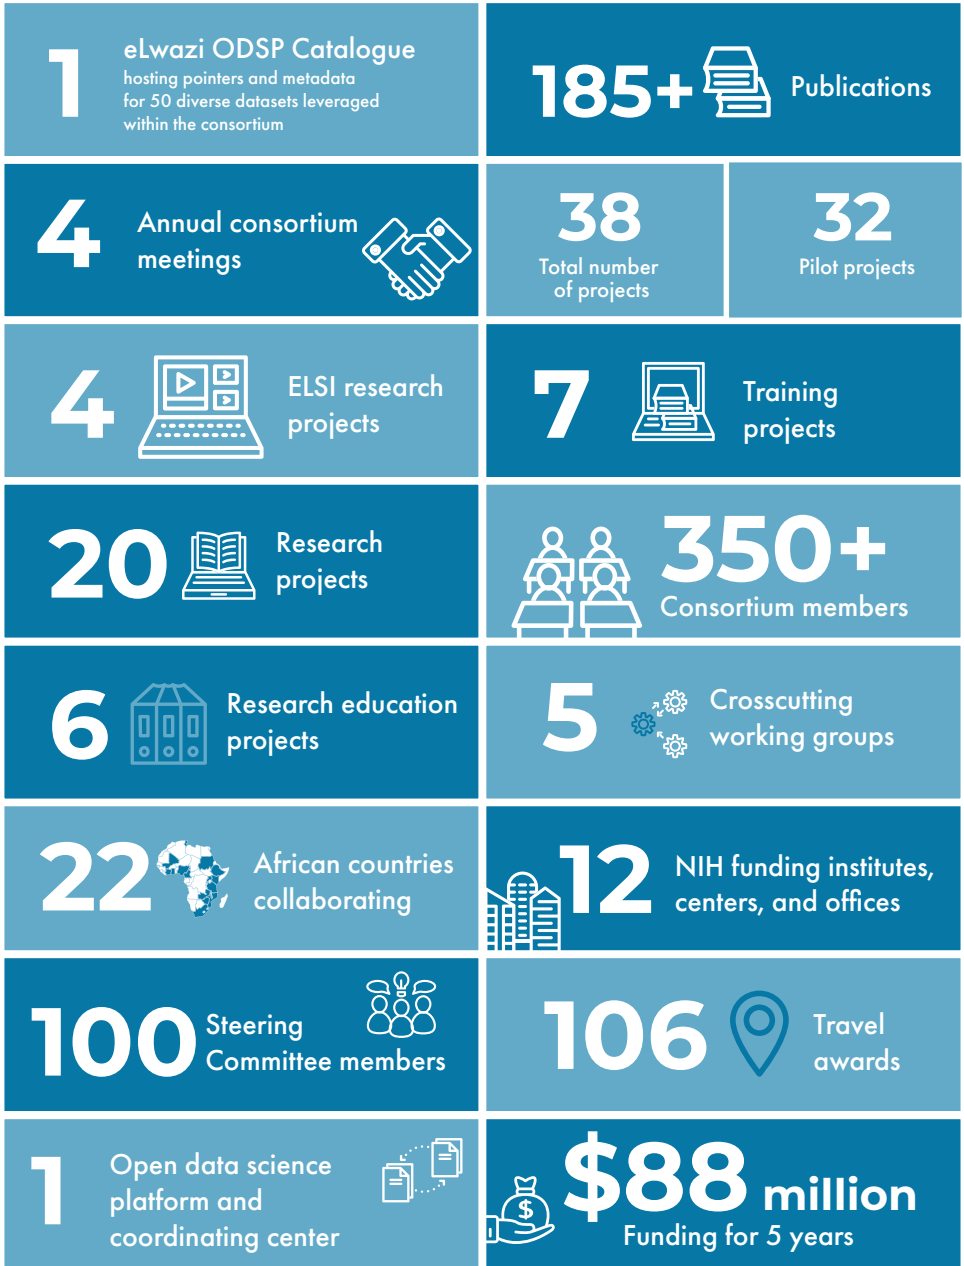 1
eLwazi ODSP Catalogue
hosting pointers and metadata
for 50 diverse datasets leveraged
within the consortium
185+
Publications
4
Annual consortium
meetings
38
Total number
of projects
32
Pilot projects
4
ELSI research
projects
7
Training
projects
20
Research
projects
350+
Consortium members
6
Research education
projects
5
Crosscutting
working groups
22
African countries
collaborating
12
NIH funding institutes,
centers, and offices
100
Steering
Committee members
106
Travel
awards
1
Open data science
platform and
coordinating center
$
$88 million
Funding for 5 years